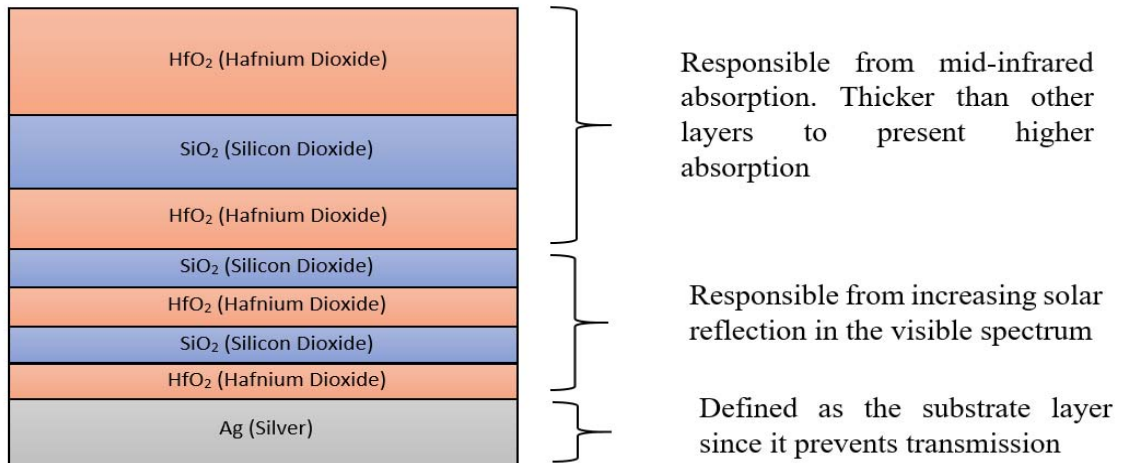 HfO₂ (Hafnium Dioxide)
SiO₂ (Silicon Dioxide)
HfO₂ (Hafnium Dioxide)
SiO₂ (Silicon Dioxide)
HfO₂ (Hafnium Dioxide)
SiO₂ (Silicon Dioxide)
HfO₂ (Hafnium Dioxide)
Ag (Silver)
Responsible from mid-infrared
absorption. Thicker than other
layers to present higher
absorption
Responsible from increasing solar
reflection in the visible spectrum
Defined as the substrate layer
since it prevents transmission